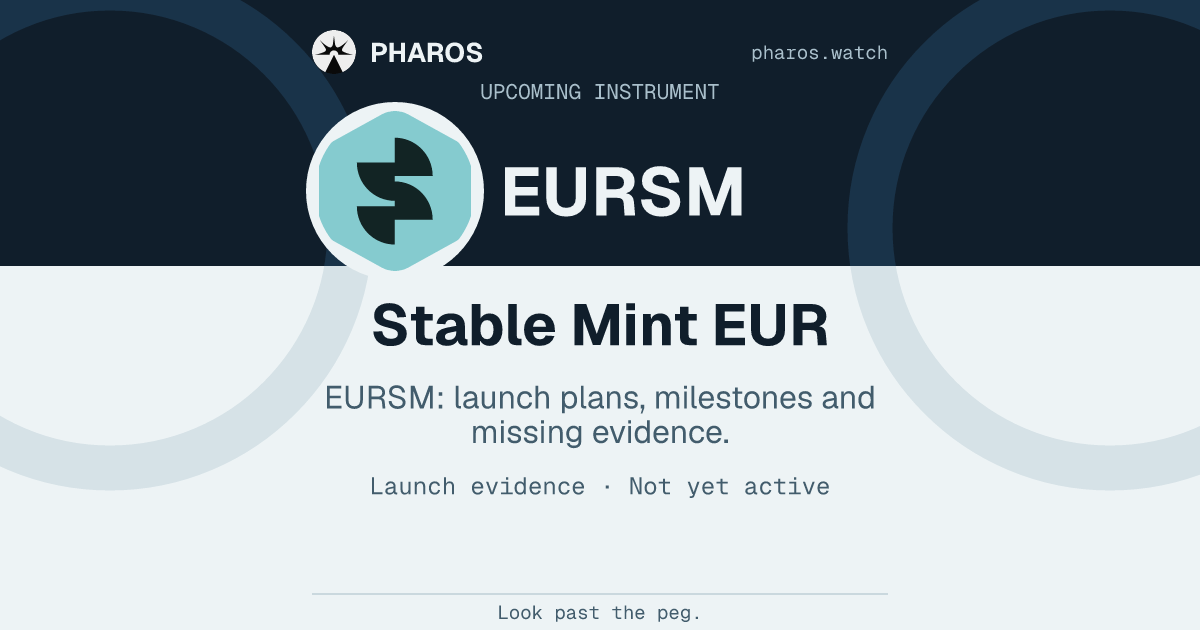 PHAROS
pharos.watch
UPCOMING INSTRUMENT
EURSM
Stable Mint EUR
EURSM: launch plans, milestones and
missing evidence.
Launch evidence · Not yet active
Look past the peg.